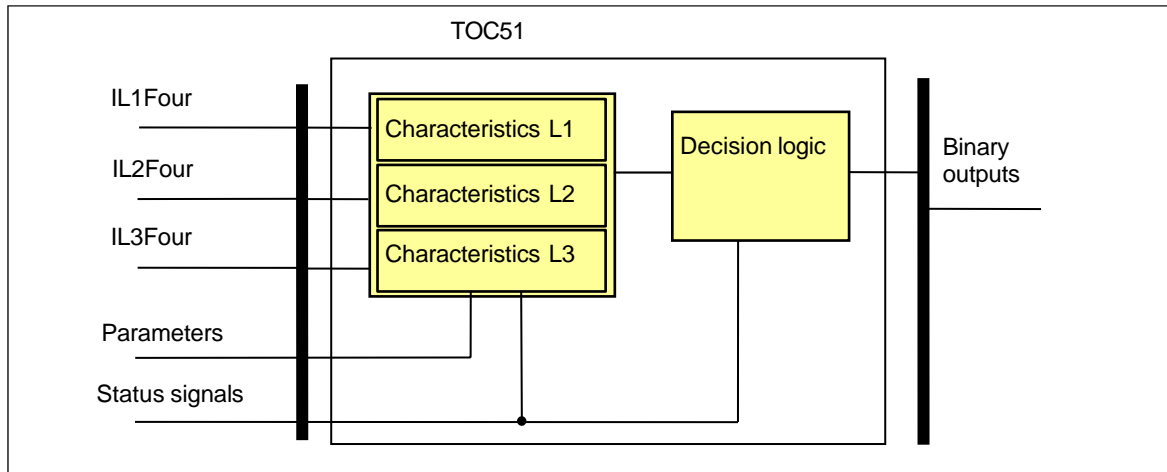 TOC51
IL1Four
IL2Four
IL3Four
Parameters
Status signals
Characteristics L1
Characteristics L2
Characteristics L3
Decision logic
Binary
outputs